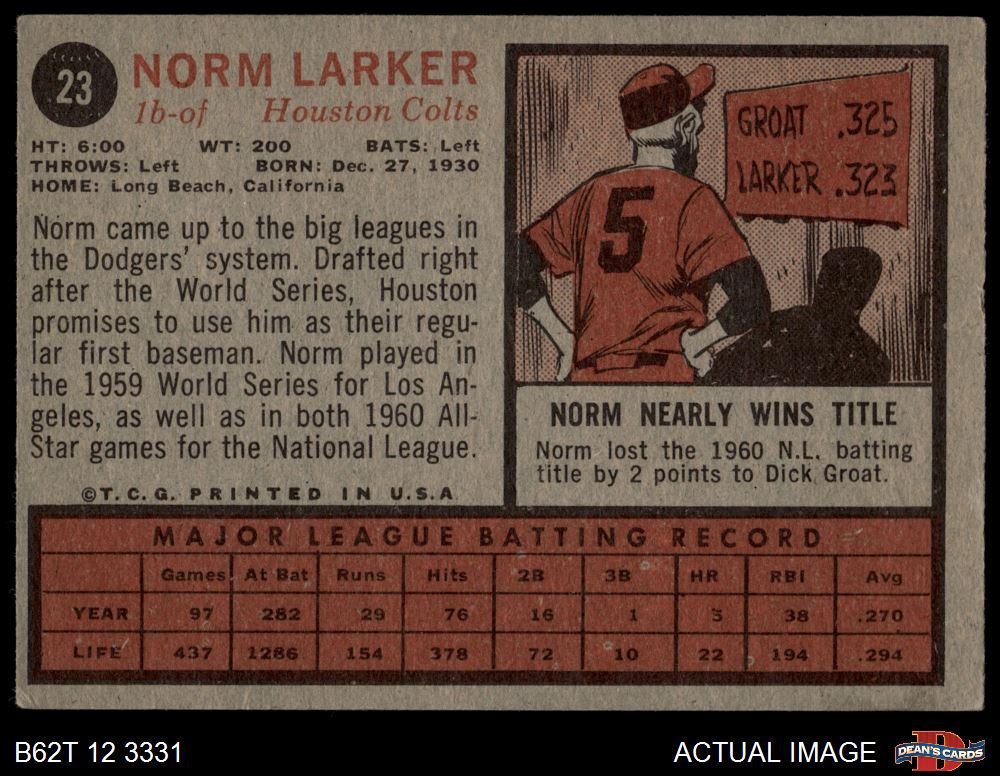 23
NORM LARKER
1b-of Houston Colts
HT: 6:00 WT: 200 BATS: Left
THROWS: Left BORN: Dec. 27, 1930
HOME: Long Beach, California
Norm came up to the big leagues in
the Dodgers' system. Drafted right
after the World Series, Houston
promises to use him as their regu-
lar first baseman. Norm played in
the 1959 World Series for Los An-
geles, as well as in both 1960 All-
Star games for the National League.
©T.C.G. PRINTED IN U.S.A
GROAT .325
LARKER .323
5
NORM NEARLY WINS TITLE
Norm lost the 1960 N.L. batting
title by 2 points to Dick Groat.
MAJOR LEAGUE BATTING RECORD
Games At Bat Runs Hits 2B 3B HR RBI Avg
YEAR 97 282 29 76 16 1 5 38 .270
LIFE 437 1286 154 378 72 10 22 194 .294
B62T 12 3331
ACTUAL IMAGE
DEAN'S CARDS